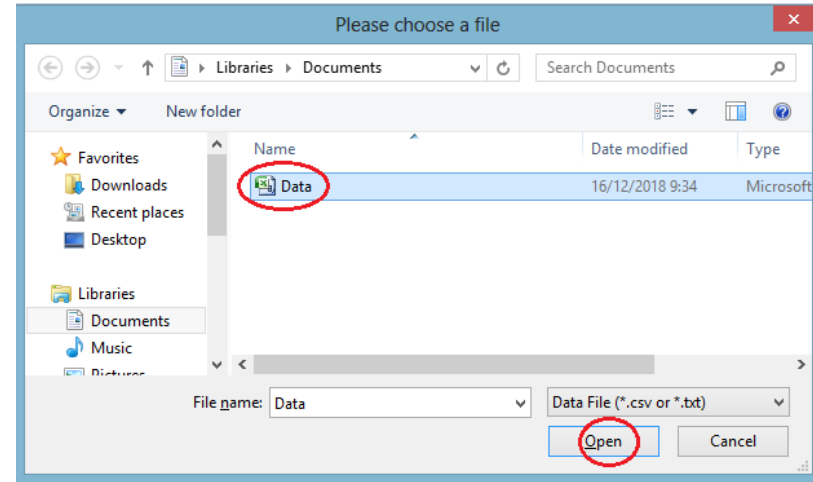 Please choose a file
Libraries Documents
Search Documents
Organize
New folder
Name
Date modified
Type
Favorites
Downloads
Recent places
Desktop
Libraries
Documents
Music
Pictures
Data
16/12/2018 9:34
Microsoft
File name:
Data
Data File (*.csv or *.txt)
Open
Cancel